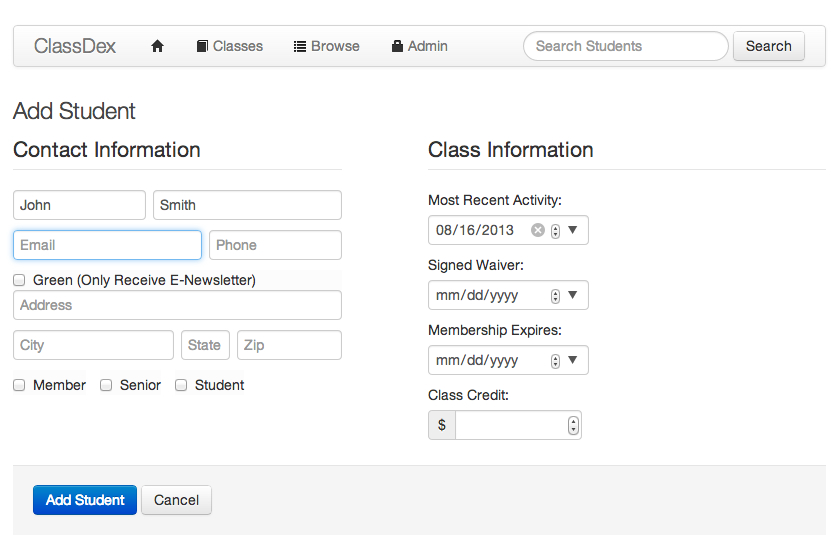 ClassDex Classes Browse Admin Search Students Search
Add Student
Contact Information
John Smith
Email Phone
Green (Only Receive E-Newsletter)
Address
City State Zip
Member Senior Student
Class Information
Most Recent Activity:
08/16/2013
Signed Waiver:
mm/dd/yyyy
Membership Expires:
mm/dd/yyyy
Class Credit:
$
Add Student Cancel